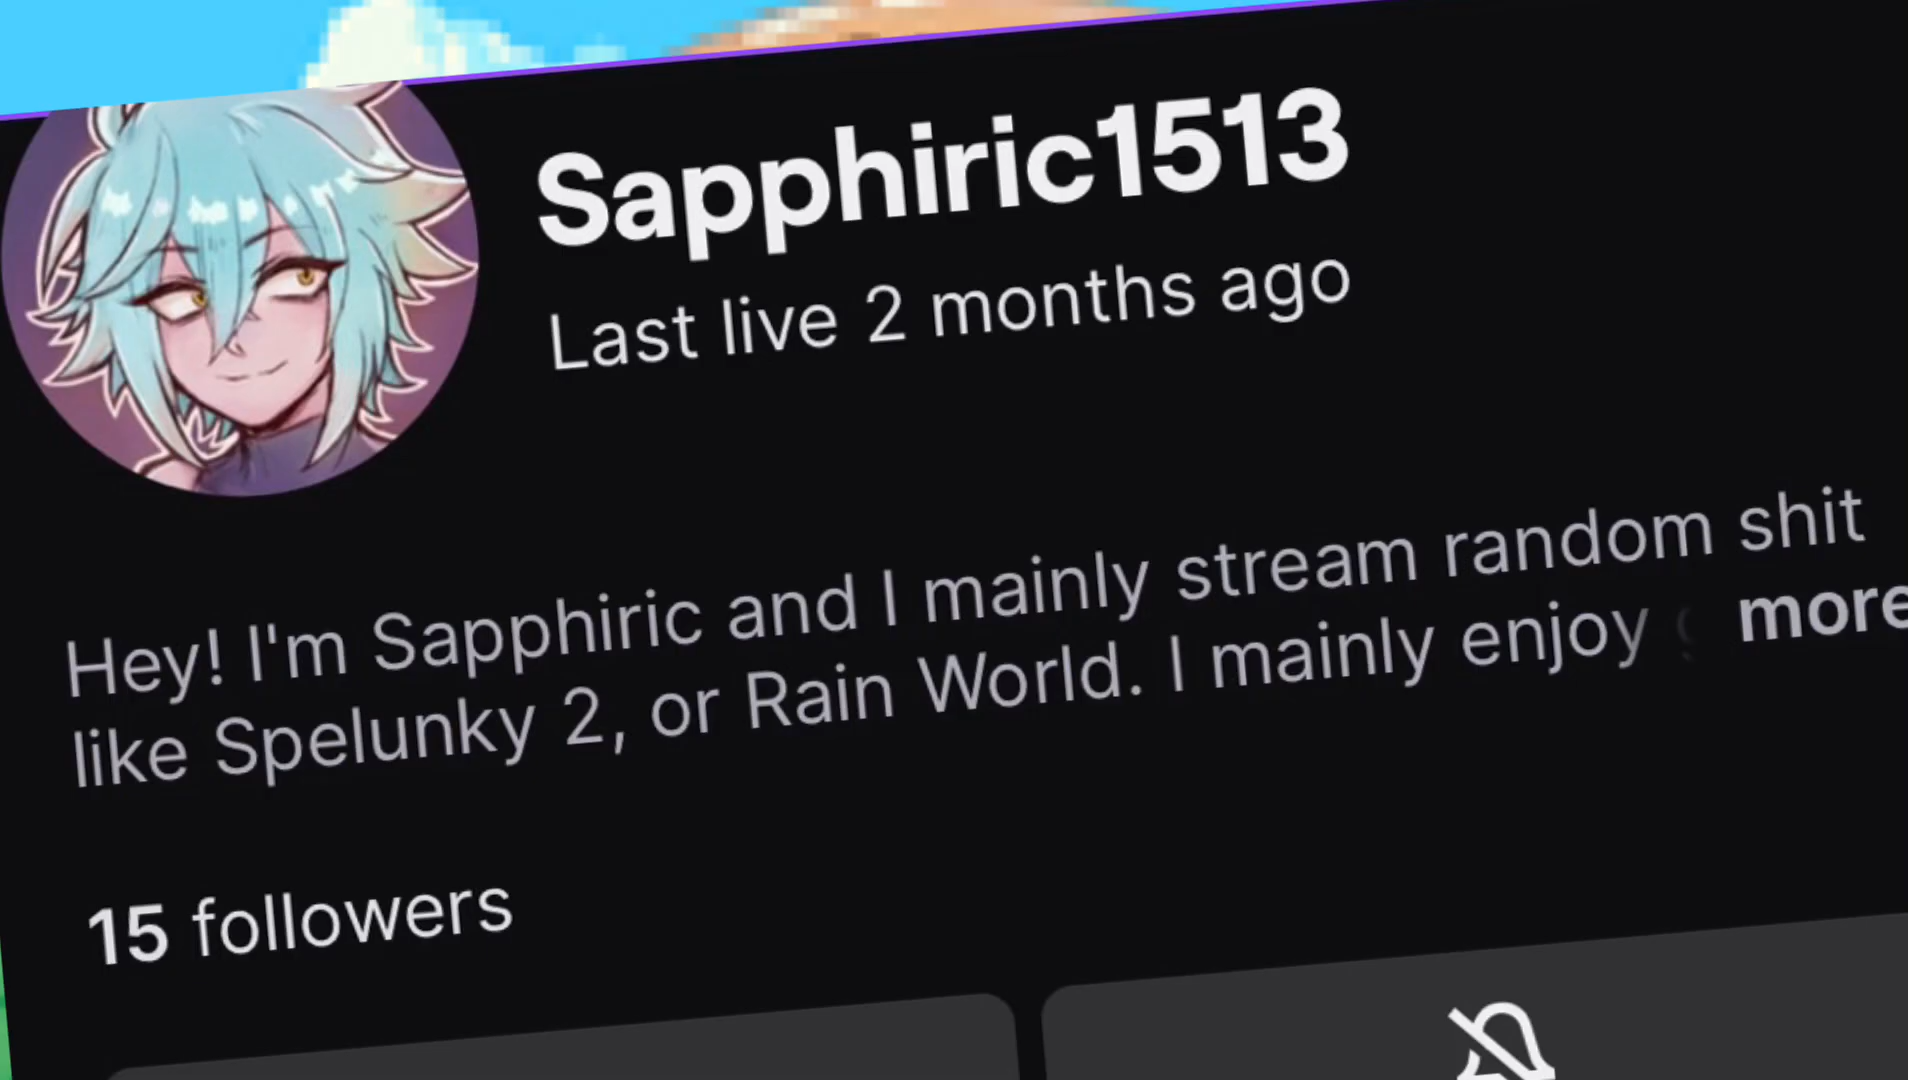 Sapphiric1513
Last live 2 months ago
Hey! I'm Sapphiric and I mainly stream random shit
like Spelunky 2, or Rain World. I mainly enjoy more
15 followers